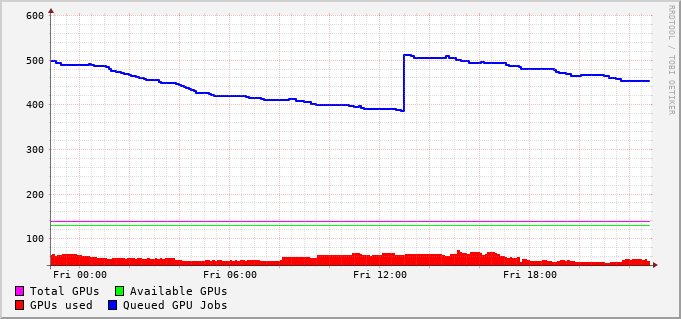 600
500
400
300
200
100
Fri 00:00 Fri 06:00 Fri 12:00 Fri 18:00
Total GPUs Available GPUs
GPUs used Queued GPU Jobs
RRDTOOL / TOBI OETIKER